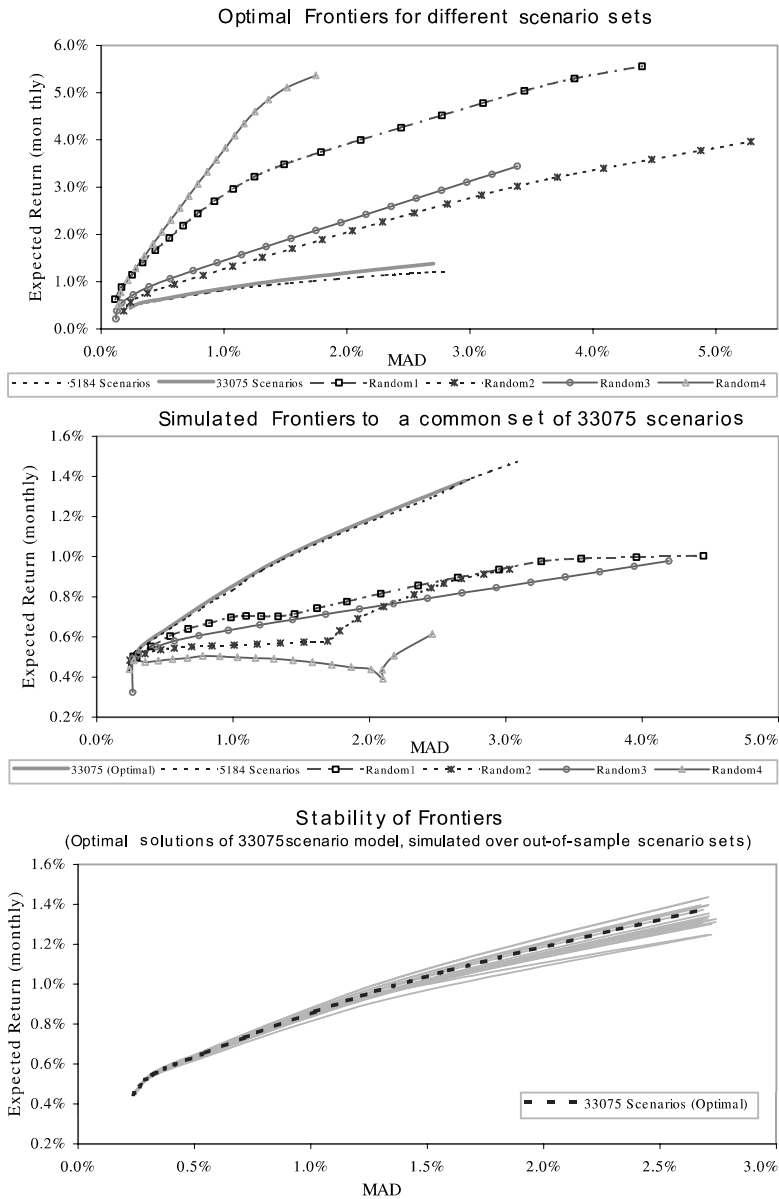 Optimal Frontiers for different scenario sets
Expected Return (mon thly)
6.0%
5.0%
4.0%
3.0%
2.0%
1.0%
0.0%
0.0% 1.0% 2.0% 3.0% 4.0% 5.0%
MAD
5184 Scenarios 33075 Scenarios Random1 Random2 Random3 Random4
Simulated Frontiers to a common set of 33075 scenarios
Expected Return (monthly)
1.6%
1.4%
1.2%
1.0%
0.8%
0.6%
0.4%
0.2%
0.0% 1.0% 2.0% 3.0% 4.0% 5.0%
MAD
33075 (Optimal) 5184 Scenarios Random1 Random2 Random3 Random4
Stability of Frontiers
(Optimal solutions of 33075scenario model, simulated over out-of-sample scenario sets)
Expected Return (monthly)
1.6%
1.4%
1.2%
1.0%
0.8%
0.6%
0.4%
0.2%
33075 Scenarios (Optimal)
0.0% 0.5% 1.0% 1.5% 2.0% 2.5% 3.0%
MAD